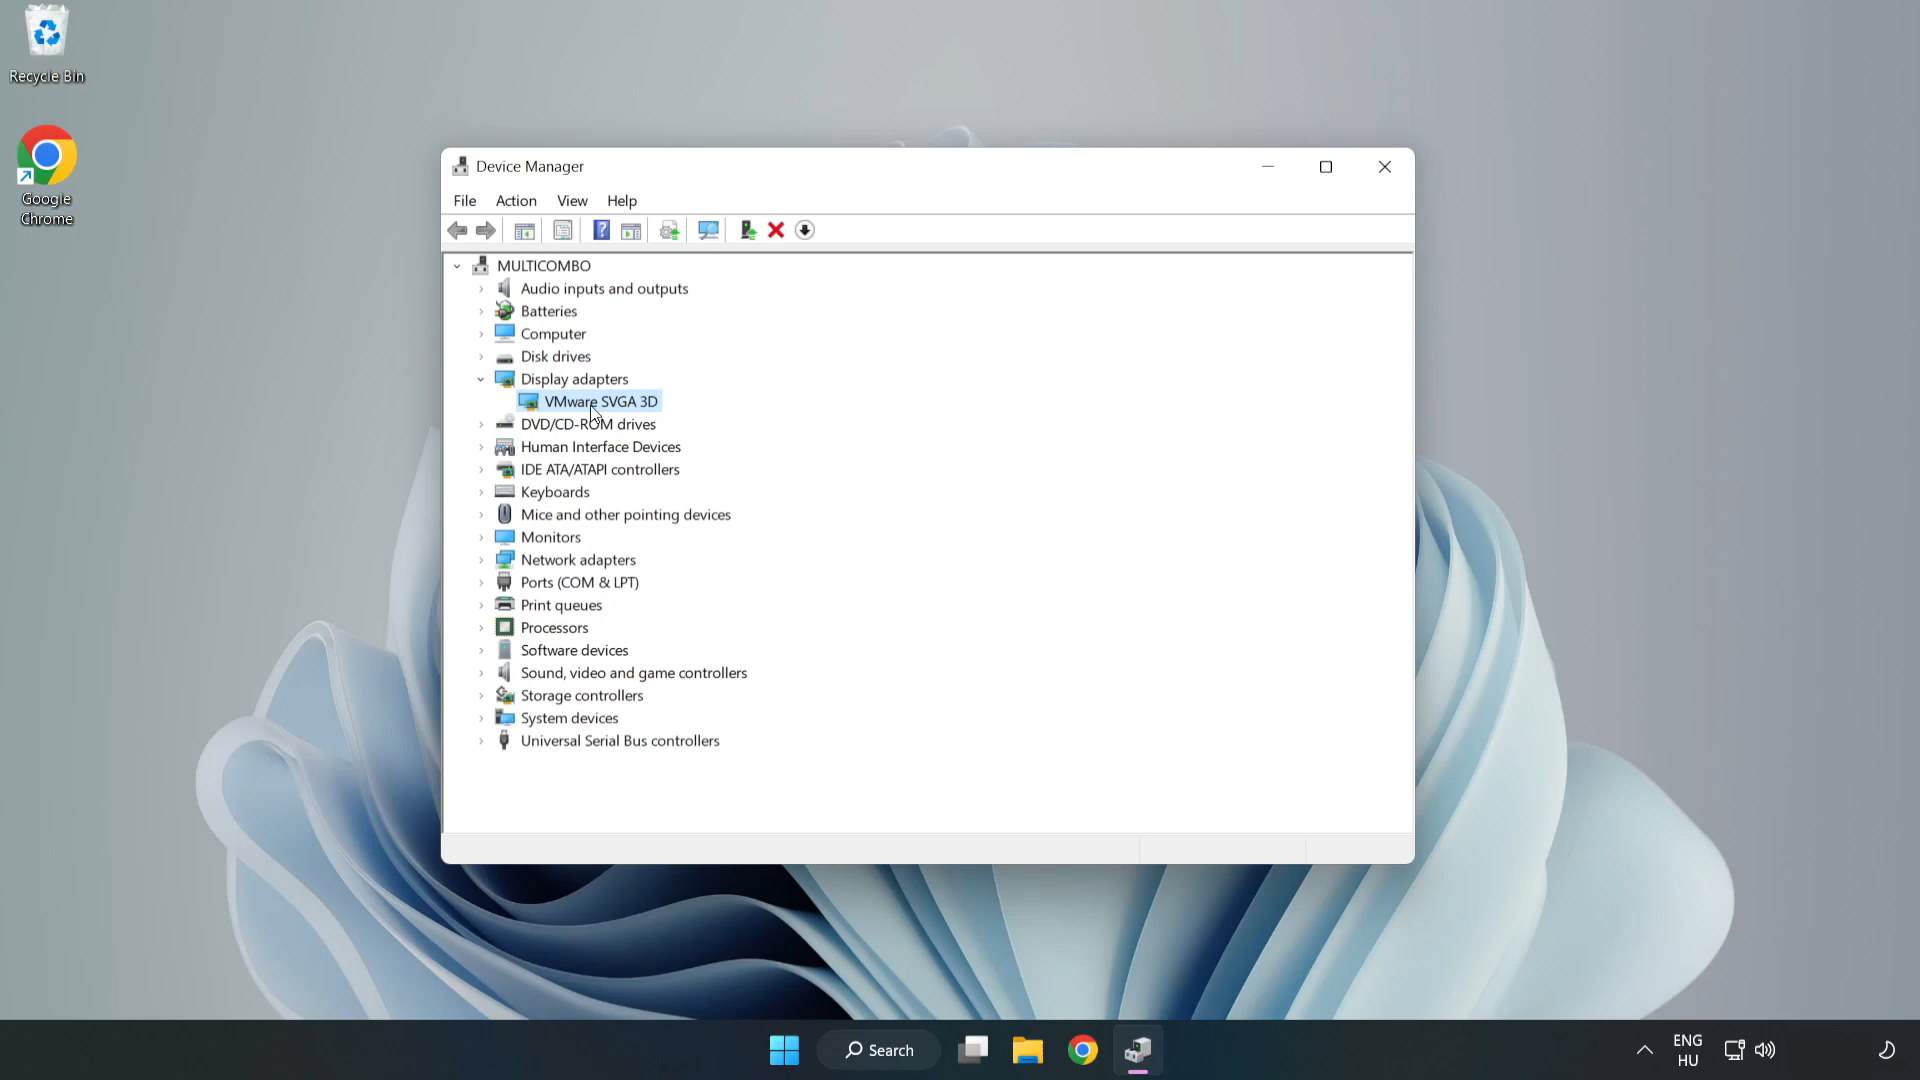 Recycle Bin
Google
Chrome
Device Manager
File Action View Help
MULTICOMBO
Audio inputs and outputs
Batteries
Computer
Disk drives
Display adapters
VMware SVGA 3D
DVD/CD-ROM drives
Human Interface Devices
IDE ATA/ATAPI controllers
Keyboards
Mice and other pointing devices
Monitors
Network adapters
Ports (COM & LPT)
Print queues
Processors
Software devices
Sound, video and game controllers
Storage controllers
System devices
Universal Serial Bus controllers
Search
ENG
HU